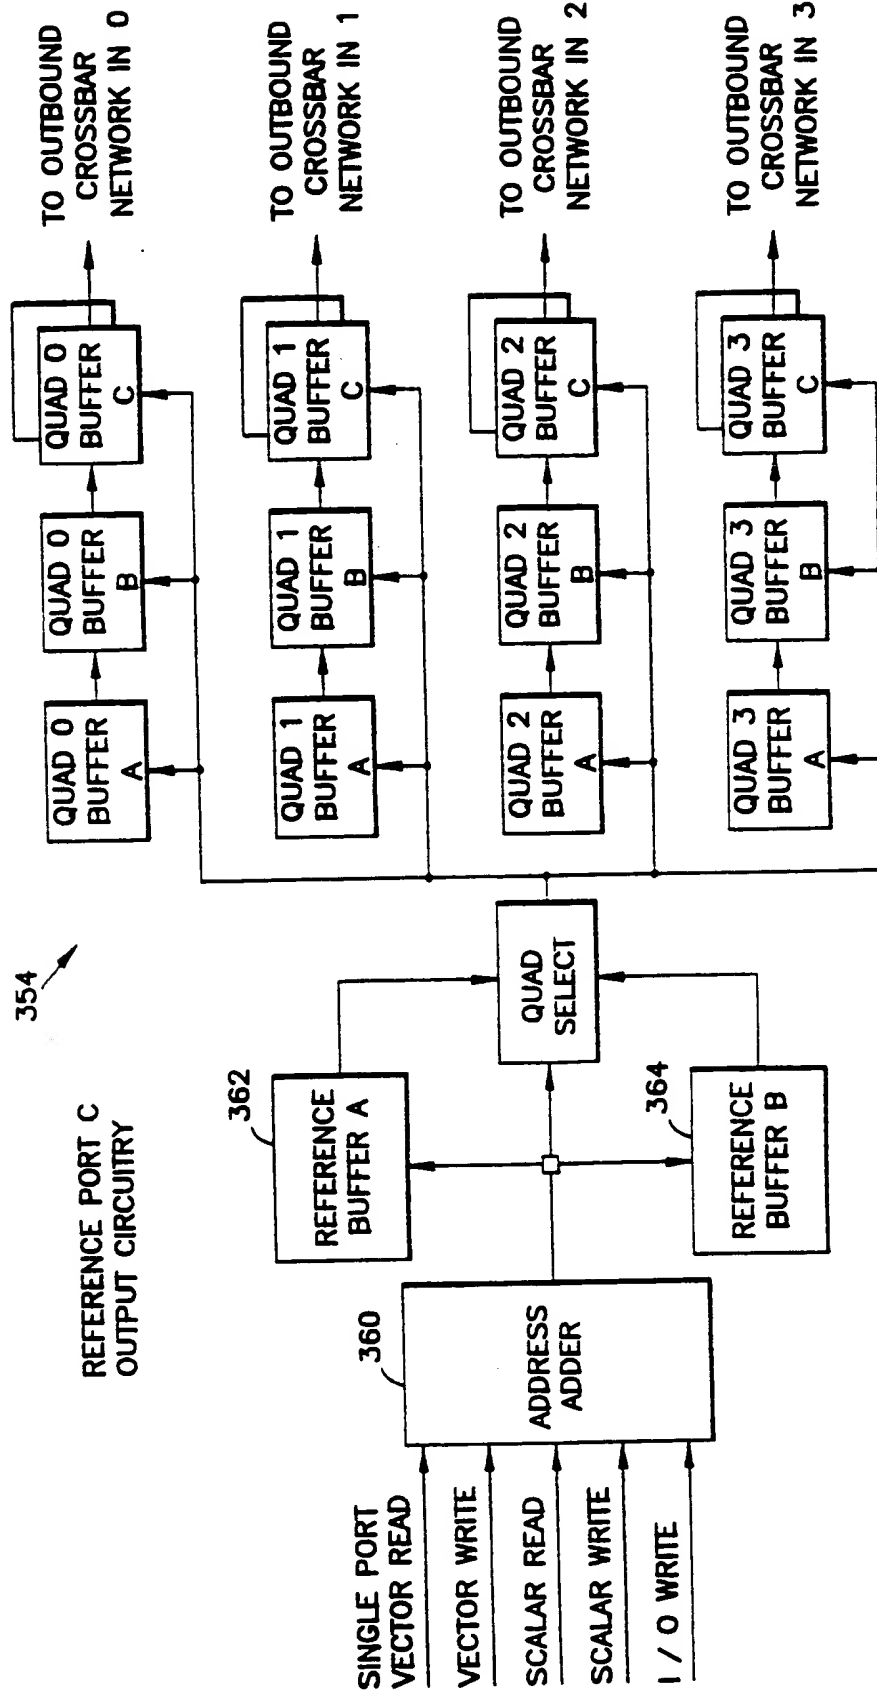 REFERENCE PORT C
OUTPUT CIRCUITRY
354
SINGLE PORT
VECTOR READ
VECTOR WRITE
SCALAR READ
SCALAR WRITE
I / O WRITE
360
ADDRESS
ADDER
362
REFERENCE
BUFFER A
364
REFERENCE
BUFFER B
QUAD
SELECT
QUAD 0
BUFFER
A
QUAD 0
BUFFER
B
QUAD 0
BUFFER
C
TO OUTBOUND
CROSSBAR
NETWORK IN 0
QUAD 1
BUFFER
A
QUAD 1
BUFFER
B
QUAD 1
BUFFER
C
TO OUTBOUND
CROSSBAR
NETWORK IN 1
QUAD 2
BUFFER
A
QUAD 2
BUFFER
B
QUAD 2
BUFFER
C
TO OUTBOUND
CROSSBAR
NETWORK IN 2
QUAD 3
BUFFER
A
QUAD 3
BUFFER
B
QUAD 3
BUFFER
C
TO OUTBOUND
CROSSBAR
NETWORK IN 3